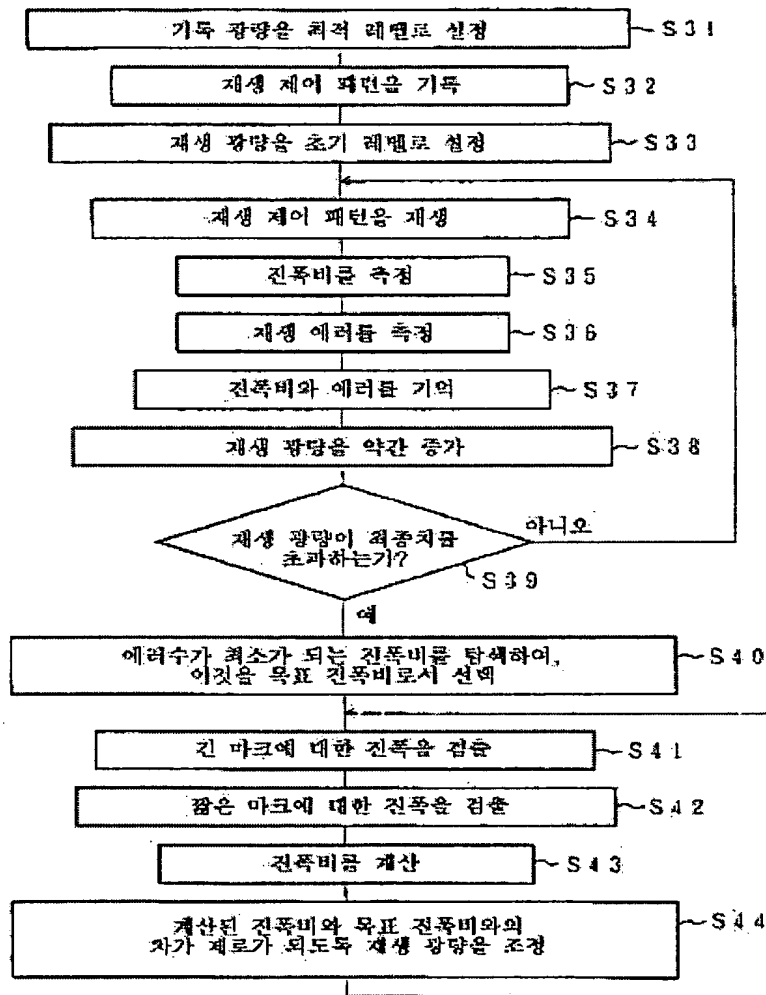 기록 광량을 최적 레벨로 설정
S31
재생 제어 패턴을 기록
S32
재생 광량을 초기 레벨로 설정
S33
재생 제어 패턴을 재생
S34
진폭비를 측정
S35
재생 에러를 측정
S36
진폭비와 에러를 기억
S37
재생 광량을 약간 증가
S38
재생 광량이 최종치를
초과하는가?
아니오
S39
예
에러수가 최소가 되는 진폭비를 탐색하여,
이것을 목표 진폭비로서 선택
S40
긴 마크에 대한 진폭을 검출
S41
짧은 마크에 대한 진폭을 검출
S42
진폭비를 계산
S43
계산된 진폭비와 목표 진폭비와의
차가 제로가 되도록 재생 광량을 조정
S44